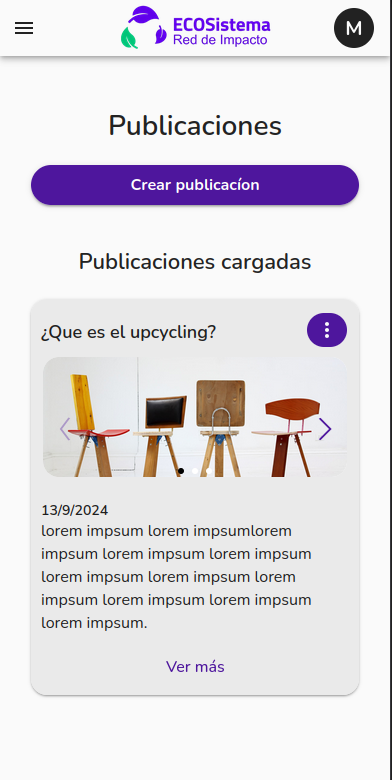 ECOSistema
Red de Impacto
M
Publicaciones
Crear publicacíon
Publicaciones cargadas
¿Que es el upcycling?
13/9/2024
lorem impsum lorem impsumlorem
impsum lorem impsum lorem impsum
lorem impsum lorem impsum lorem
impsum lorem impsum lorem impsum
lorem impsum.
Ver más